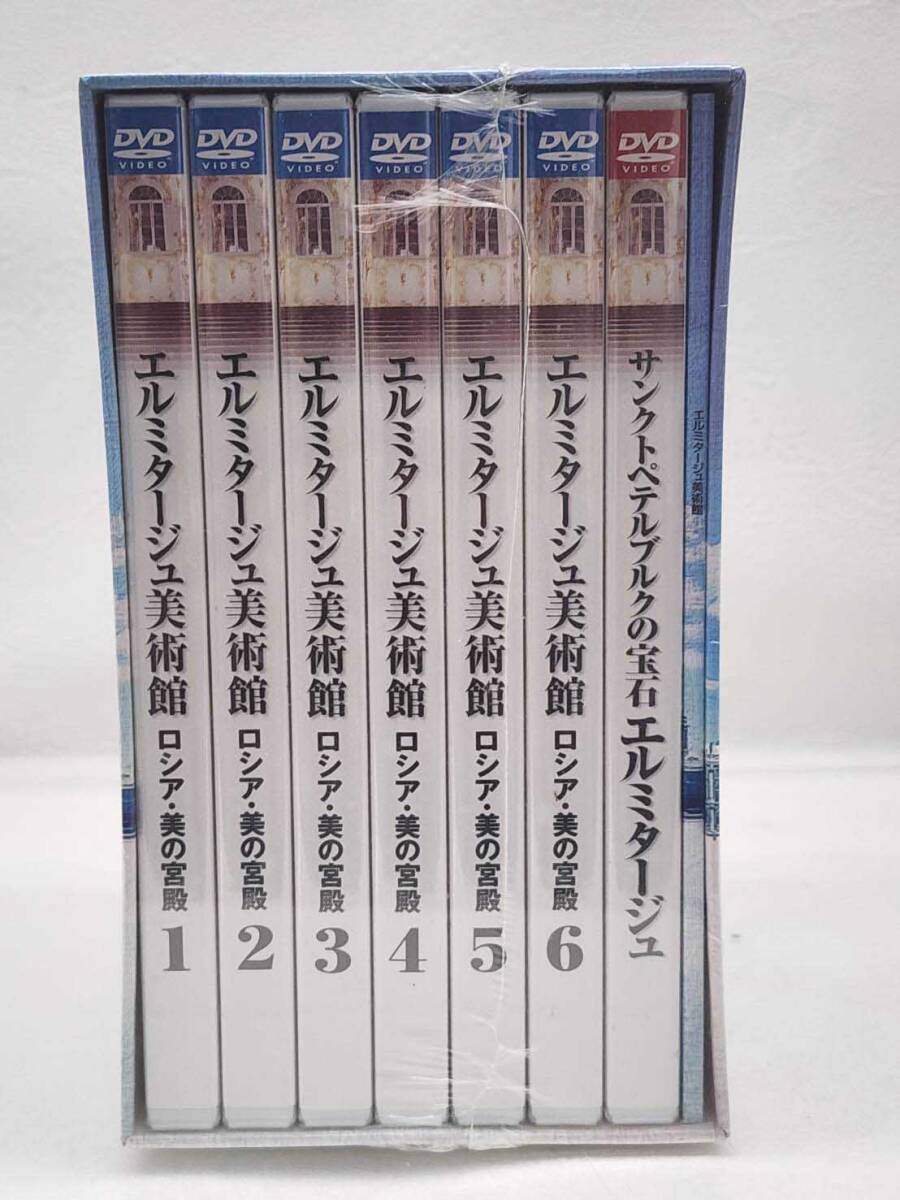 DVD
VIDEO
エルミタージュ美術館 ロシア・美の宮殿 1
DVD
VIDEO
エルミタージュ美術館 ロシア・美の宮殿 2
DVD
VIDEO
エルミタージュ美術館 ロシア・美の宮殿 3
DVD
VIDEO
エルミタージュ美術館 ロシア・美の宮殿 4
DVD
VIDEO
エルミタージュ美術館 ロシア・美の宮殿 5
DVD
VIDEO
エルミタージュ美術館 ロシア・美の宮殿 6
DVD
VIDEO
サンクトペテルブルクの宝石 エルミタージュ
エルミタージュ美術館